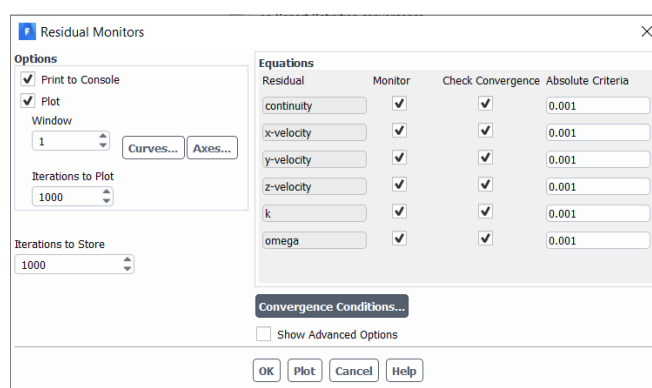 Residual Monitors
Options
Print to Console
Plot
Window
1
Curves...
Axes...
Iterations to Plot
1000
Iterations to Store
1000
Equations
Residual Monitor Check Convergence Absolute Criteria
continuity 0.001
x-velocity 0.001
y-velocity 0.001
z-velocity 0.001
k 0.001
omega 0.001
Convergence Conditions...
Show Advanced Options
OK Plot Cancel Help